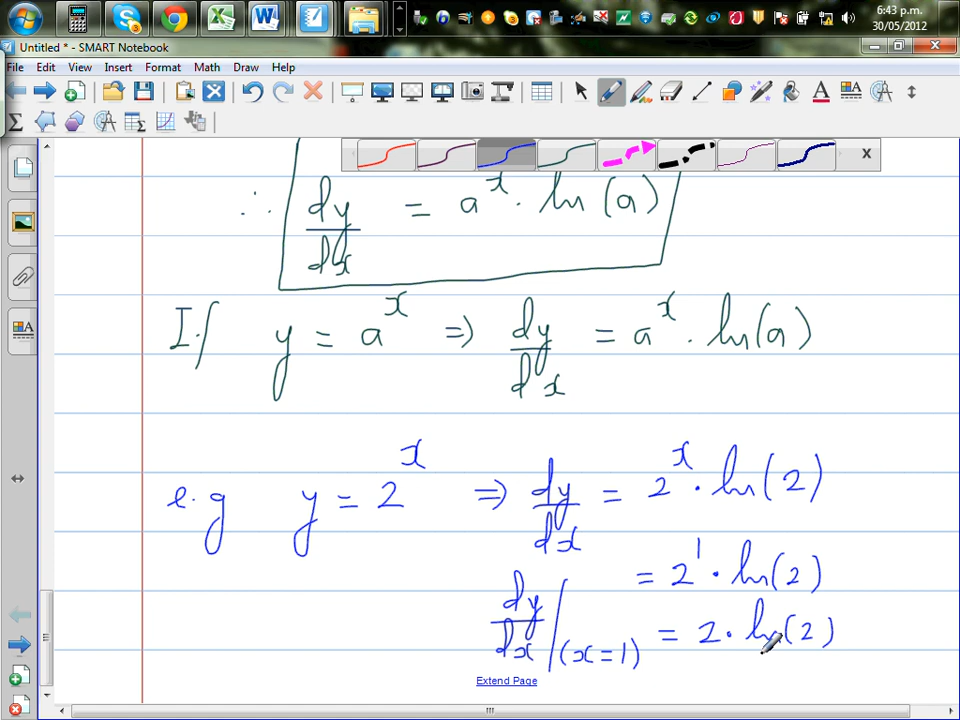 6:43 p.m.
30/05/2012
Untitled * - SMART Notebook
File Edit View Insert Format Math Draw Help
∴ dy/dx = a^x · ln(a)
If y = a^x ⇒ dy/dx = a^x · ln(a)
e.g y = 2^x ⇒ dy/dx = 2^x · ln(2)
= 2^1 · ln(2)
dy/dx /(x=1) = 2 · ln(2)
Extend Page